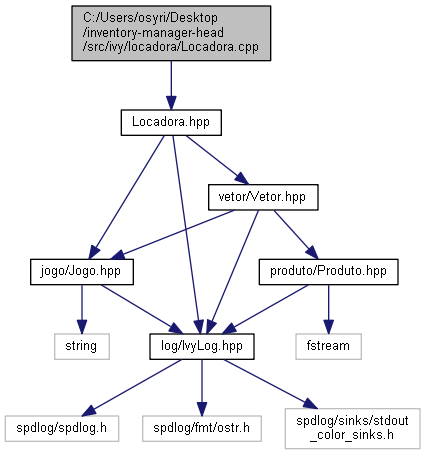 C:/Users/osyri/Desktop
/inventory-manager-head
/src/ivy/locadora/Locadora.cpp
Locadora.hpp
vetor/Vetor.hpp
jogo/Jogo.hpp
produto/Produto.hpp
string
log/IvyLog.hpp
fstream
spdlog/spdlog.h
spdlog/fmt/ostr.h
spdlog/sinks/stdout
_color_sinks.h